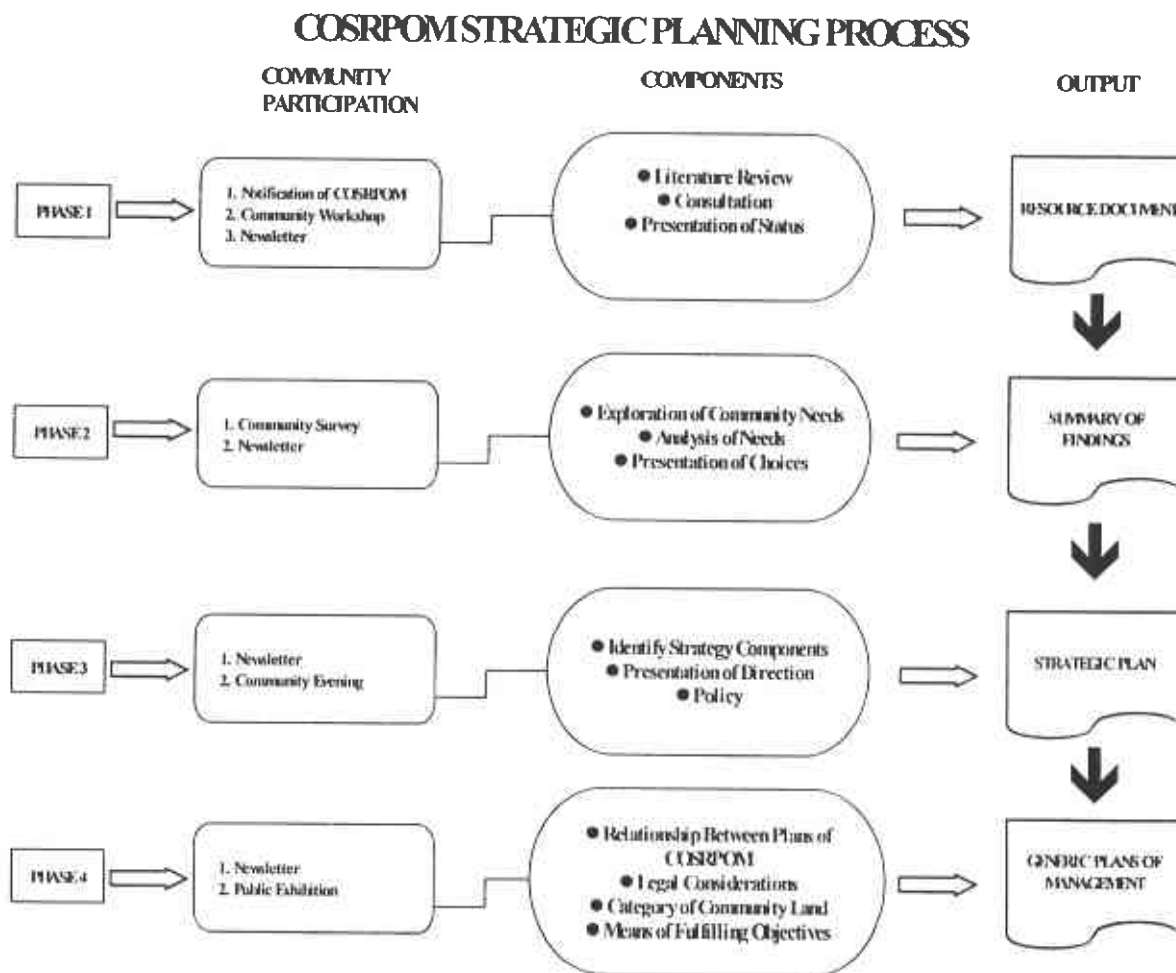 COSRPOM STRATEGIC PLANNING PROCESS
COMMUNITY
PARTICIPATION
COMPONENTS
OUTPUT
PHASE 1
1. Notification of COSRPOM
2. Community Workshop
3. Newsletter
● Literature Review
● Consultation
● Presentation of Status
RESOURCE DOCUMENT
PHASE 2
1. Community Survey
2. Newsletter
● Exploration of Community Needs
● Analysis of Needs
● Presentation of Choices
SUMMARY OF
FINDINGS
PHASE 3
1. Newsletter
2. Community Evening
● Identify Strategy Components
● Presentation of Direction
● Policy
STRATEGIC PLAN
PHASE 4
1. Newsletter
2. Public Exhibition
● Relationship Between Plans of
COSRPOM
● Legal Considerations
● Category of Community Land
● Means of Fulfilling Objectives
GENERIC PLANS OF
MANAGEMENT